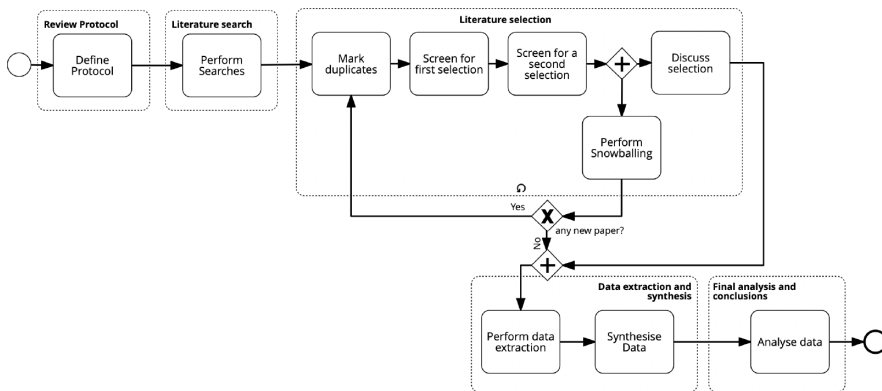 Review Protocol
Literature search
Literature selection
Define
Protocol
Perform
Searches
Mark
duplicates
Screen for
first selection
Screen for a
second
selection
Discuss
selection
Perform
Snowballing
Yes
any new paper?
No
Data extraction and
synthesis
Final analysis and
conclusions
Perform data
extraction
Synthesise
Data
Analyse data